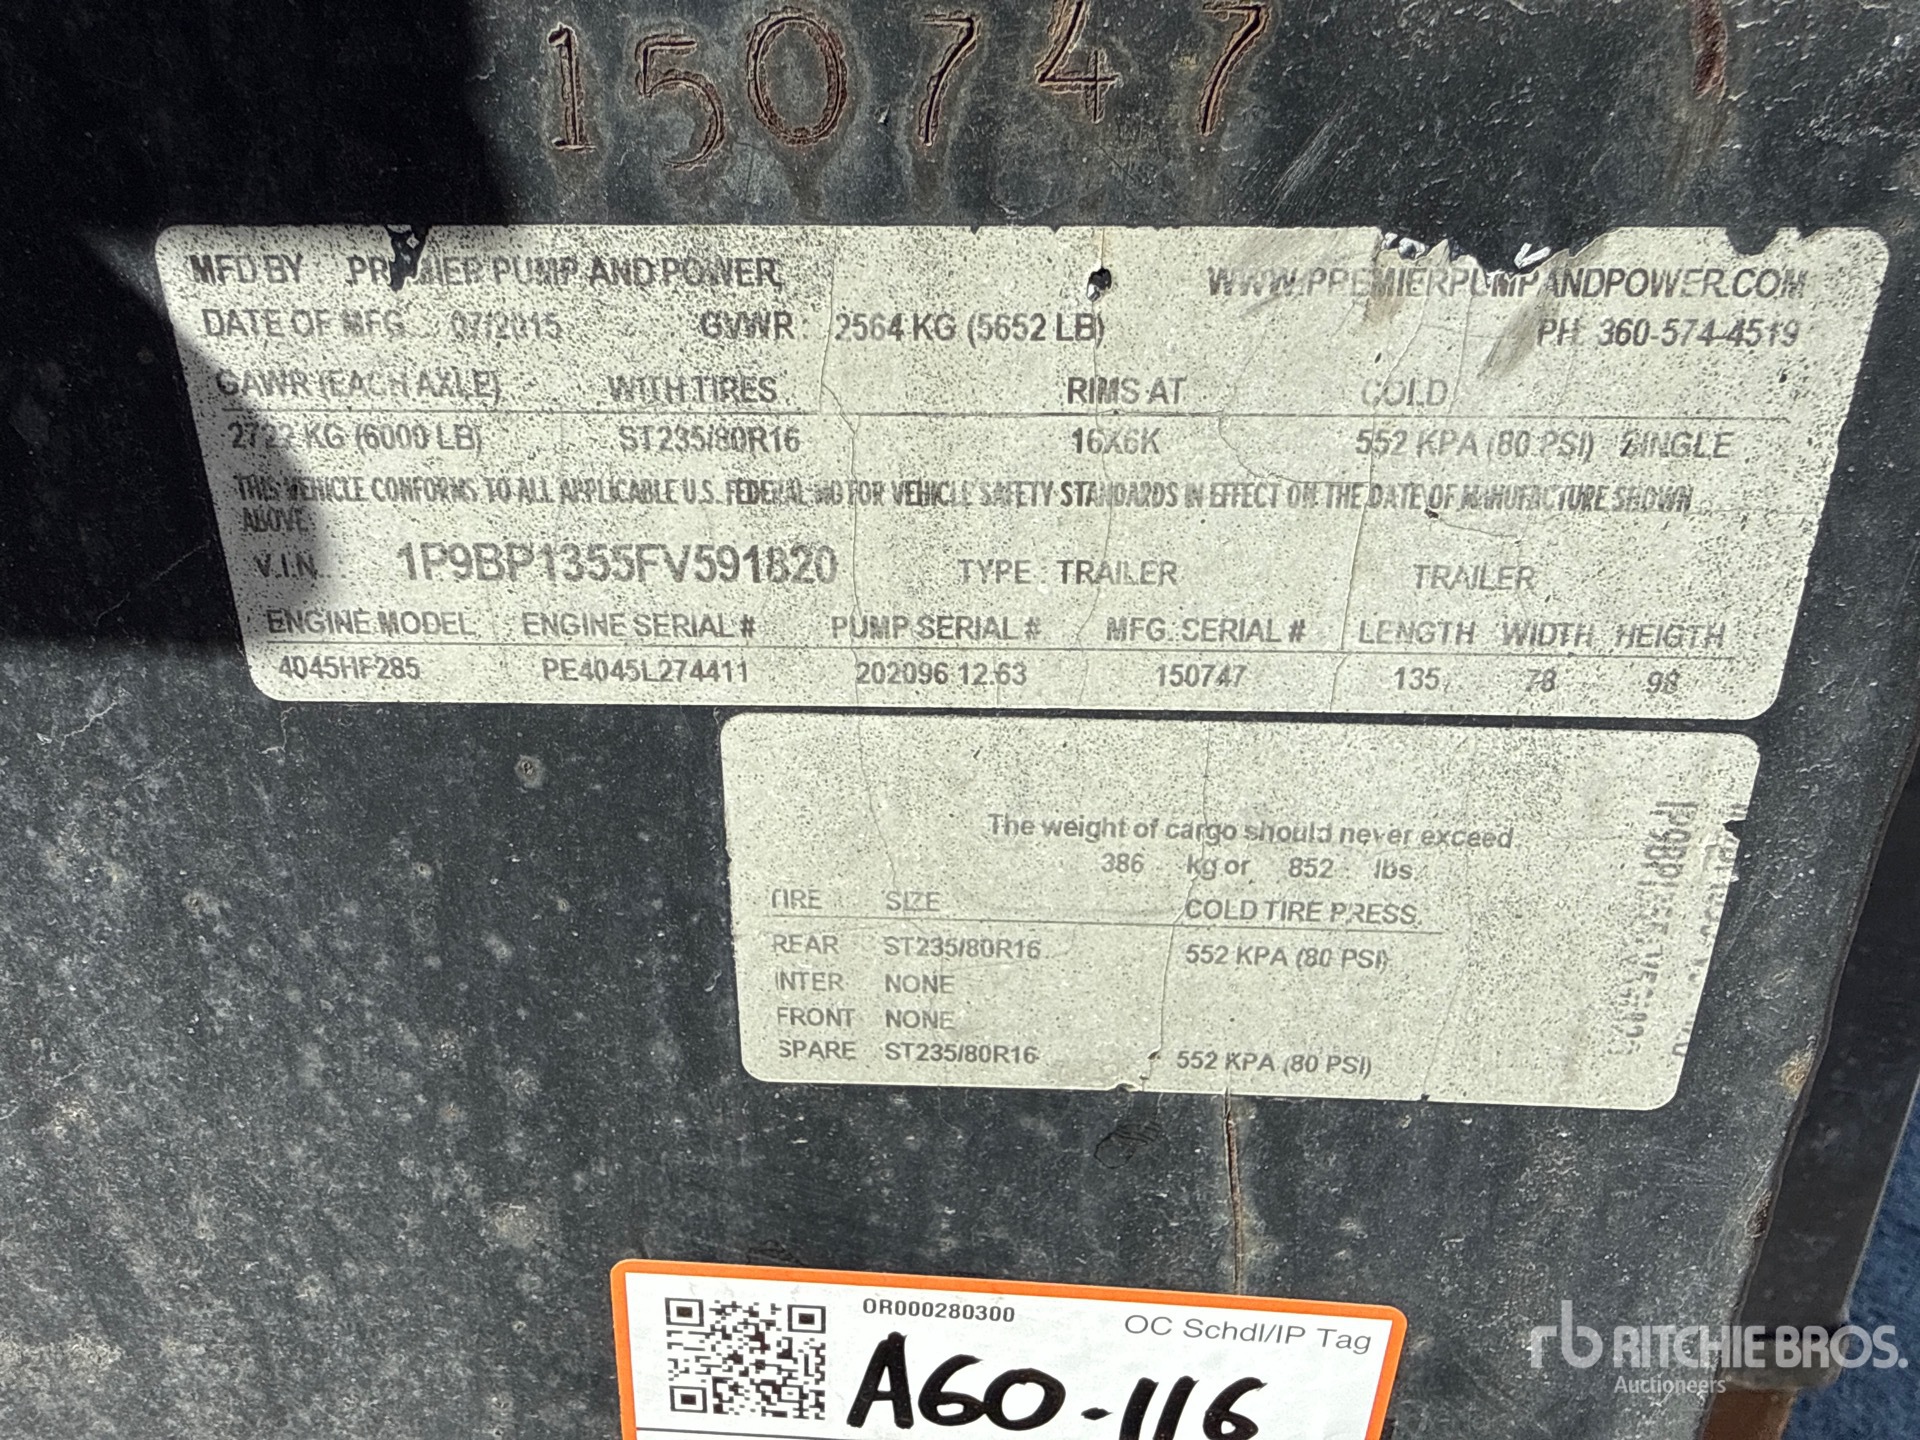 150747
MFD BY PREMIER PUMP AND POWER WWW.PREMIERPUMPANDPOWER.COM
DATE OF MFG 07/2015 GVWR: 2564 KG (5652 LB) PH: 360-574-4519
GAWR (EACH AXLE) WITH TIRES RIMS AT COLD
2722 KG (6000 LB) ST235/80R16 16X6K 552 KPA (80 PSI) SINGLE
THIS VEHICLE CONFORMS TO ALL APPLICABLE U.S. FEDERAL MOTOR VEHICLE SAFETY STANDARDS IN EFFECT ON THE DATE OF MANUFACTURE SHOWN
ABOVE
V.I.N. 1P9BP1355FV591820 TYPE: TRAILER TRAILER
ENGINE MODEL ENGINE SERIAL # PUMP SERIAL # MFG. SERIAL # LENGTH WIDTH HEIGTH
4045HF285 PE4045L274411 202096 12.63 150747 135 78 98
The weight of cargo should never exceed
386 kg or 852 lbs
TIRE SIZE COLD TIRE PRESS.
REAR ST235/80R16 552 KPA (80 PSI)
INTER NONE
FRONT NONE
SPARE ST235/80R16 552 KPA (80 PSI)
OR000280300 OC Schdl/IP Tag
A60-116
rb RITCHIE BROS.
Auctioneers